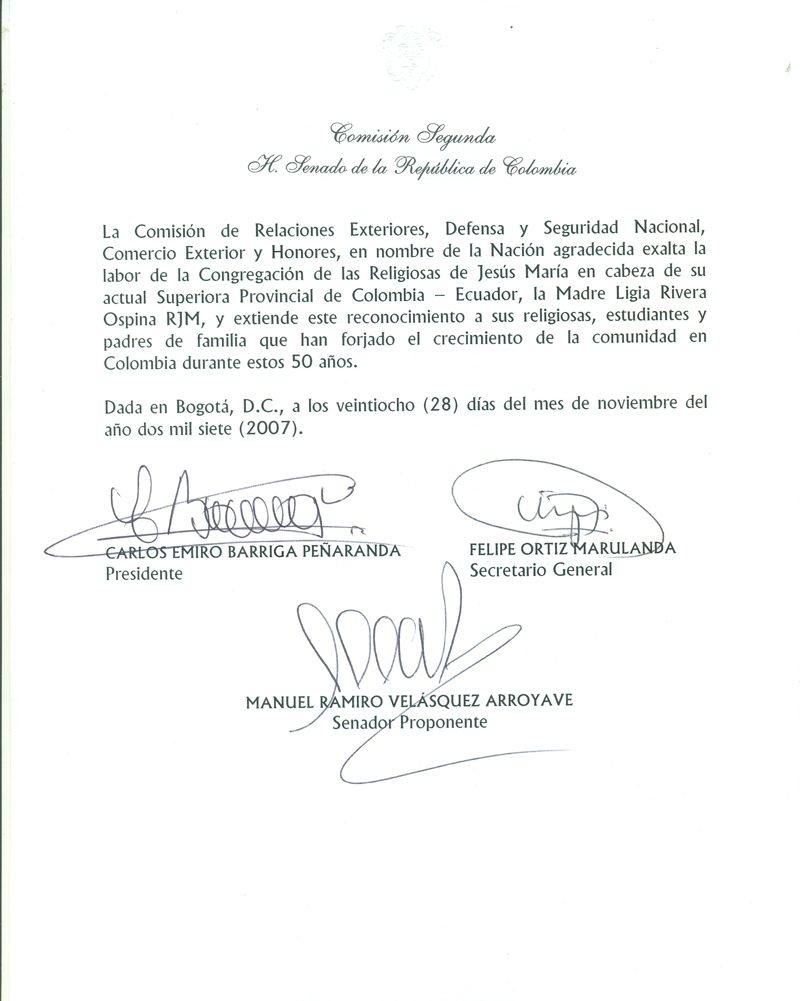 Comisión Segunda
H. Senado de la República de Colombia
La Comisión de Relaciones Exteriores, Defensa y Seguridad Nacional,
Comercio Exterior y Honores, en nombre de la Nación agradecida exalta la
labor de la Congregación de las Religiosas de Jesús María en cabeza de su
actual Superiora Provincial de Colombia – Ecuador, la Madre Ligia Rivera
Ospina RJM, y extiende este reconocimiento a sus religiosas, estudiantes y
padres de familia que han forjado el crecimiento de la comunidad en
Colombia durante estos 50 años.
Dada en Bogotá, D.C., a los veintiocho (28) días del mes de noviembre del
año dos mil siete (2007).
CARLOS EMIRO BARRIGA PEÑARANDA
Presidente
FELIPE ORTIZ MARULANDA
Secretario General
MANUEL RAMIRO VELÁSQUEZ ARROYAVE
Senador Proponente